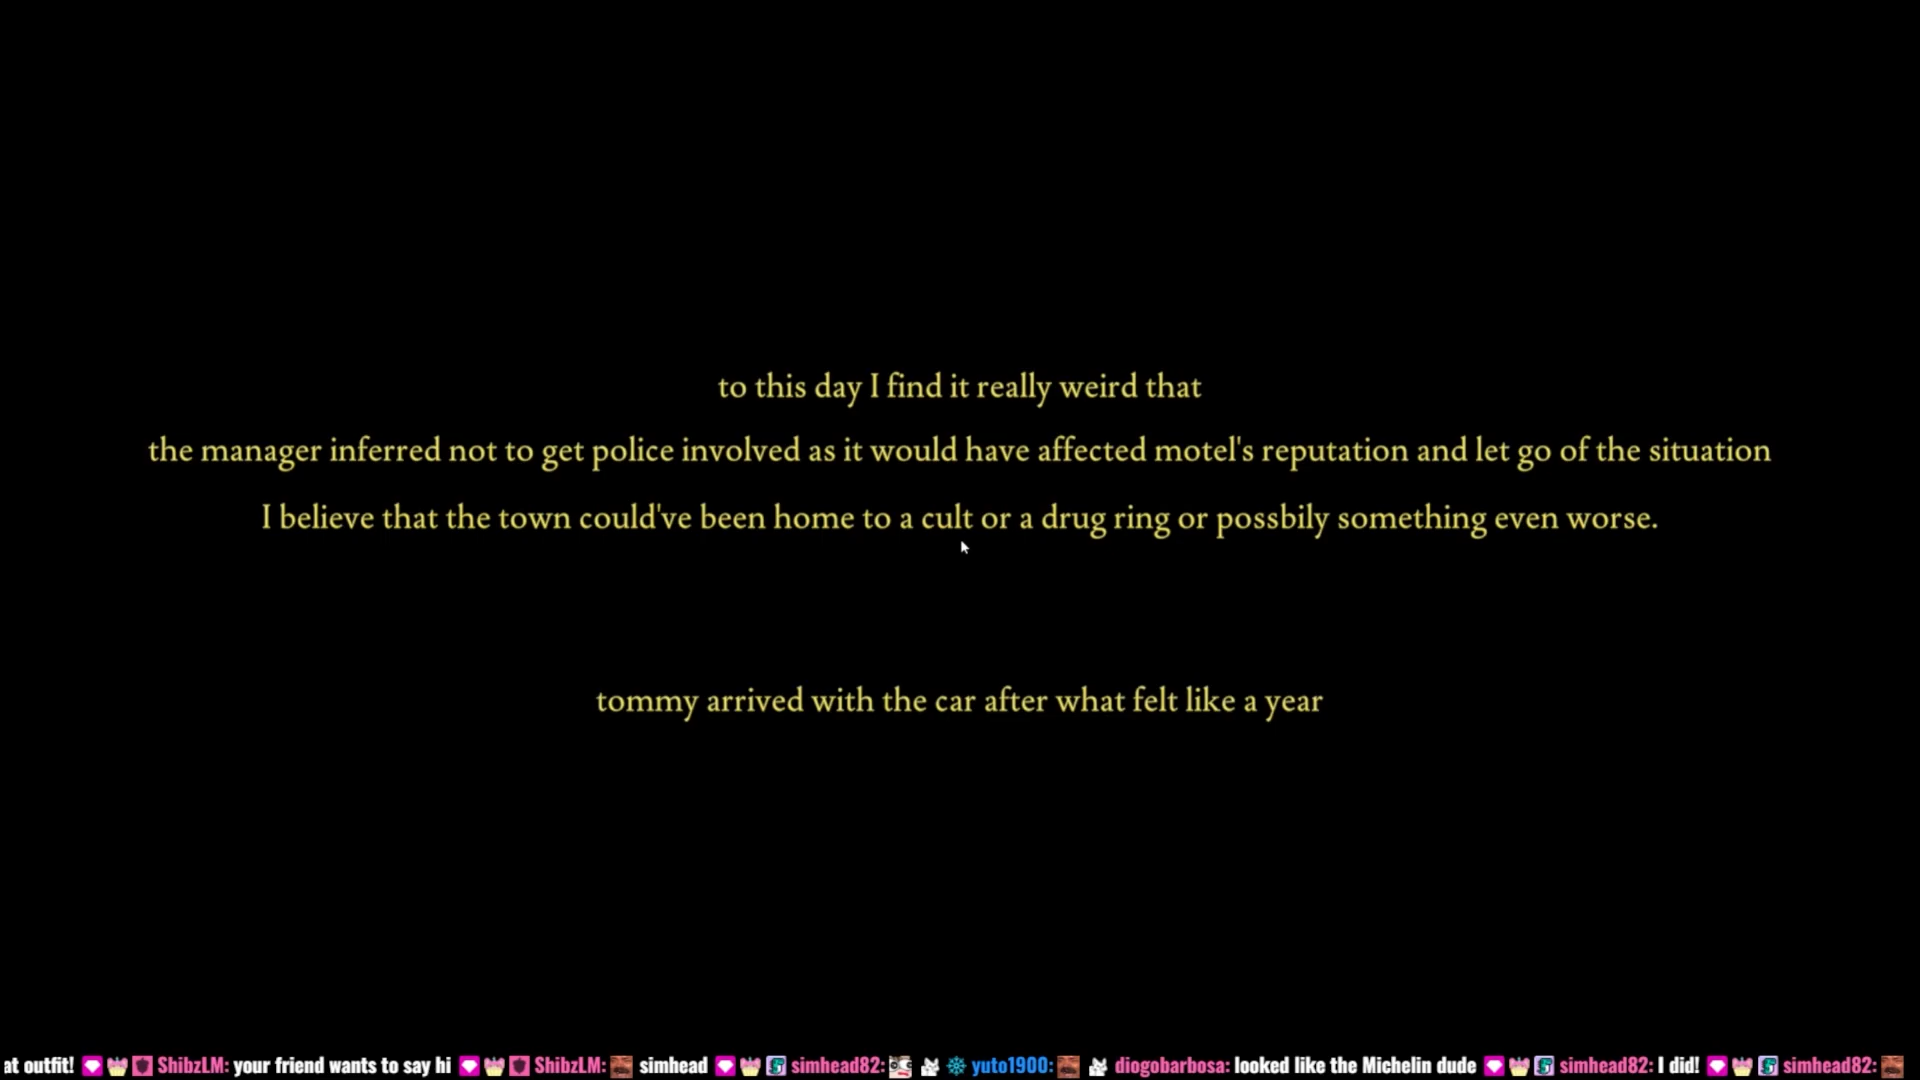 to this day I find it really weird that
the manager inferred not to get police involved as it would have affected motel's reputation and let go of the situation
I believe that the town could've been home to a cult or a drug ring or possbily something even worse.
tommy arrived with the car after what felt like a year
at outfit! ShibzLM: your friend wants to say hi ShibzLM: simhead simhead82: yuto1900: diogobarbosa: looked like the Michelin dude simhead82: I did! simhead82: